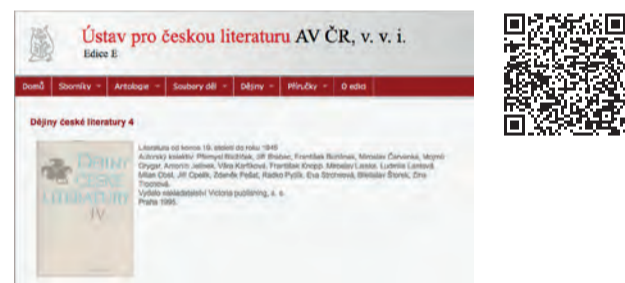 Ústav pro českou literaturu AV ČR, v. v. i.
Edice E
Domů Sborníky Antologie Soubory děl Dějiny Příručky O edici
Dějiny české literatury 4
Literatura od konce 19. století do roku 1945
Autorský kolektiv: Přemysl Blažíček, Jiří Brabec, František Buriánek, Miroslav Červenka, Mojmír
Grygar, Antonín Jelínek, Věra Karfíková, František Knopp, Miroslav Laiske, Ludmila Lantová,
Milan Obst, Jiří Opelík, Zdeněk Pešat, Radko Pytlík, Eva Strohsová, Břetislav Štorek, Zina
Trochová.
Vydalo nakladatelství Victoria publishing, a. s.
Praha 1995.
DĚJINY
ČESKÉ
LITERATURY
IV